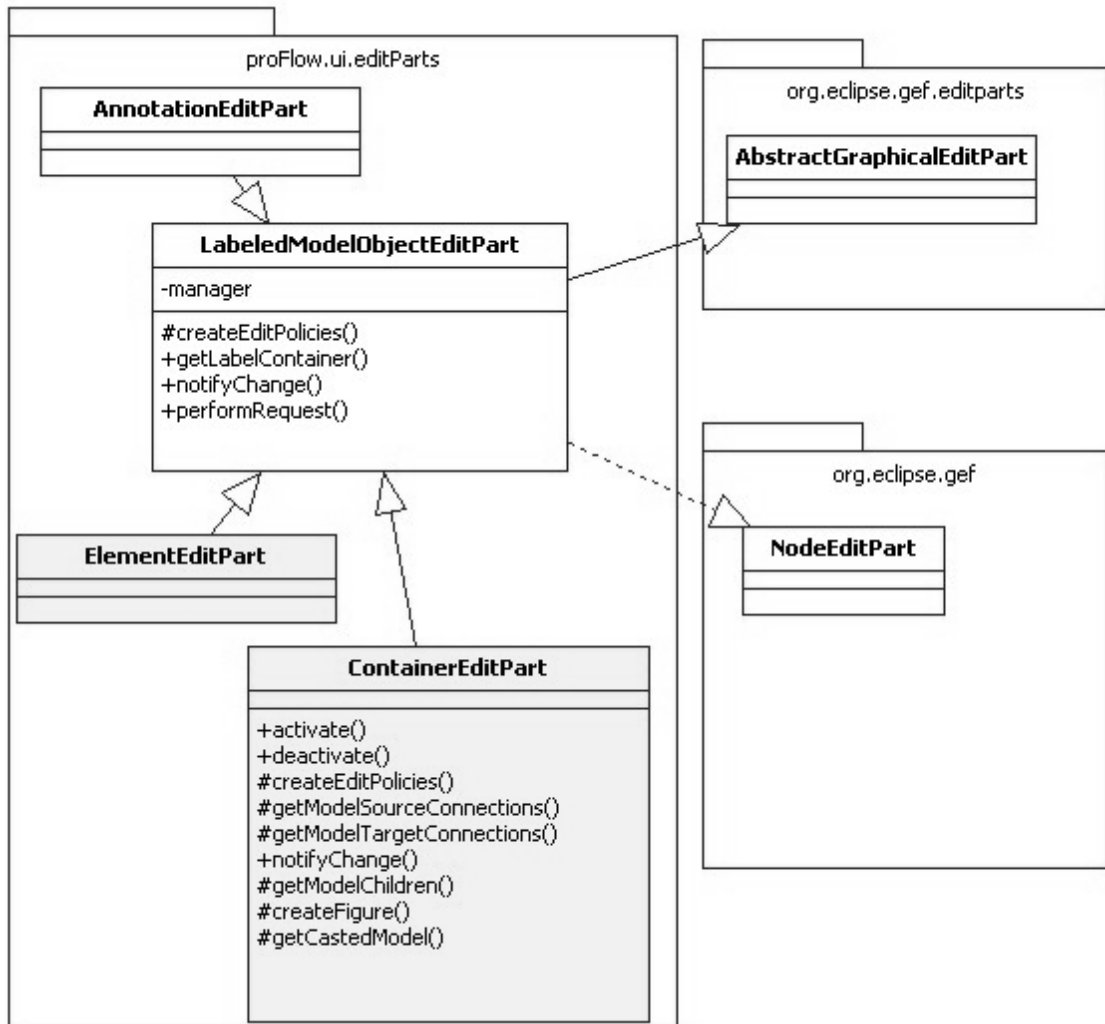 proFlow.ui.editParts
AnnotationEditPart
LabeledModelObjectEditPart
-manager
#createEditPolicies()
+getLabelContainer()
+notifyChange()
+performRequest()
ElementEditPart
ContainerEditPart
+activate()
+deactivate()
#createEditPolicies()
#getModelSourceConnections()
#getModelTargetConnections()
+notifyChange()
#getModelChildren()
#createFigure()
#getCastedModel()
org.eclipse.gef.editparts
AbstractGraphicalEditPart
org.eclipse.gef
NodeEditPart